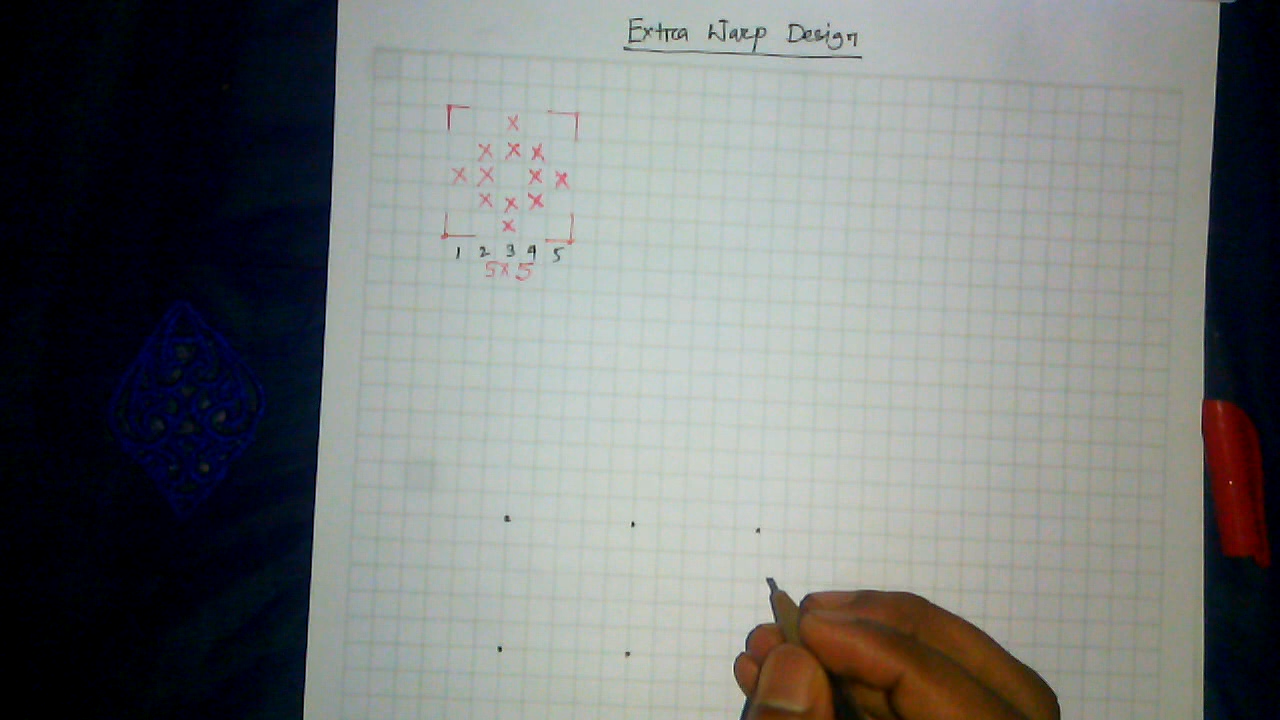 Extra Warp Design
x
x x x
x x x x
x x x
x
1 2 3 4 5
5x5